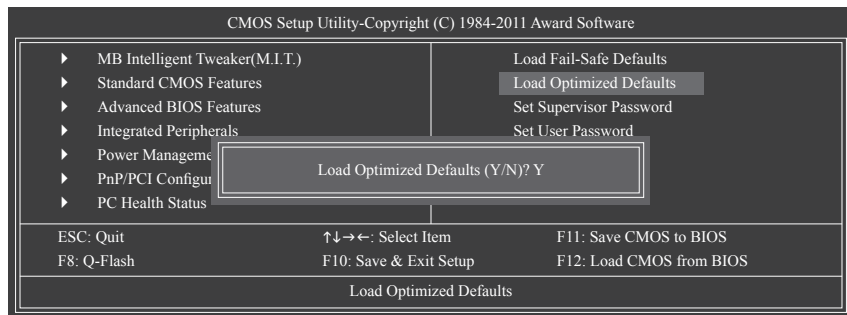 CMOS Setup Utility-Copyright (C) 1984-2011 Award Software
MB Intelligent Tweaker(M.I.T.)
Standard CMOS Features
Advanced BIOS Features
Integrated Peripherals
Power Manageme
PnP/PCI Configur
PC Health Status
Load Fail-Safe Defaults
Load Optimized Defaults
Set Supervisor Password
Set User Password
Load Optimized Defaults (Y/N)? Y
ESC: Quit
↑↓→←: Select Item
F11: Save CMOS to BIOS
F8: Q-Flash
F10: Save & Exit Setup
F12: Load CMOS from BIOS
Load Optimized Defaults